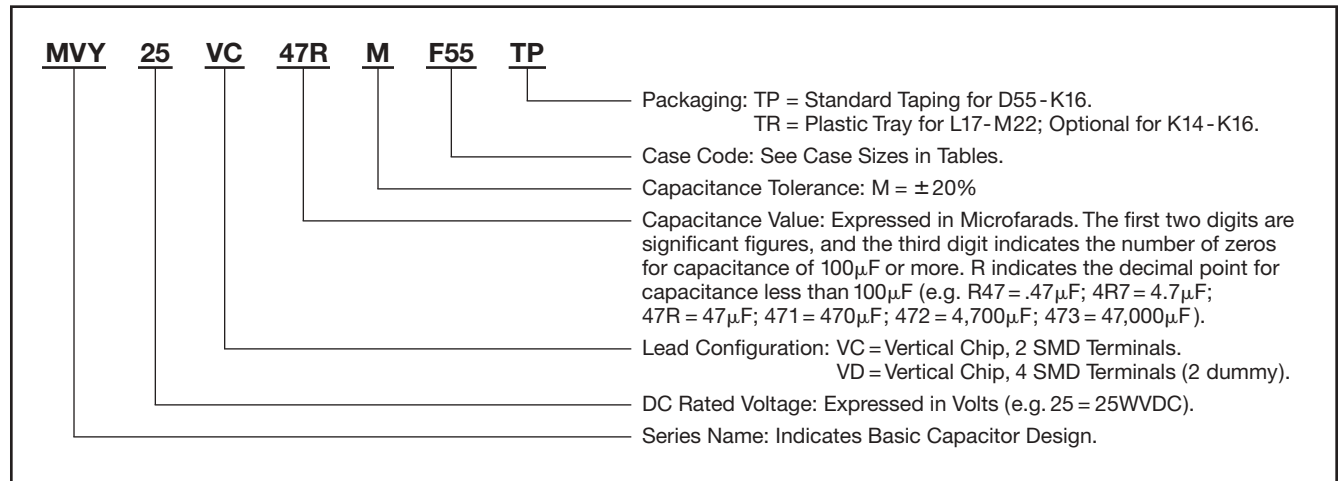 MVY 25 VC 47R M F55 TP
Packaging: TP = Standard Taping for D55-K16.
TR = Plastic Tray for L17-M22; Optional for K14-K16.
Case Code: See Case Sizes in Tables.
Capacitance Tolerance: M = ±20%
Capacitance Value: Expressed in Microfarads. The first two digits are
significant figures, and the third digit indicates the number of zeros
for capacitance of 100µF or more. R indicates the decimal point for
capacitance less than 100µF (e.g. R47 = .47µF; 4R7 = 4.7µF;
47R = 47µF; 471 = 470µF; 472 = 4,700µF; 473 = 47,000µF).
Lead Configuration: VC = Vertical Chip, 2 SMD Terminals.
VD = Vertical Chip, 4 SMD Terminals (2 dummy).
DC Rated Voltage: Expressed in Volts (e.g. 25 = 25WVDC).
Series Name: Indicates Basic Capacitor Design.